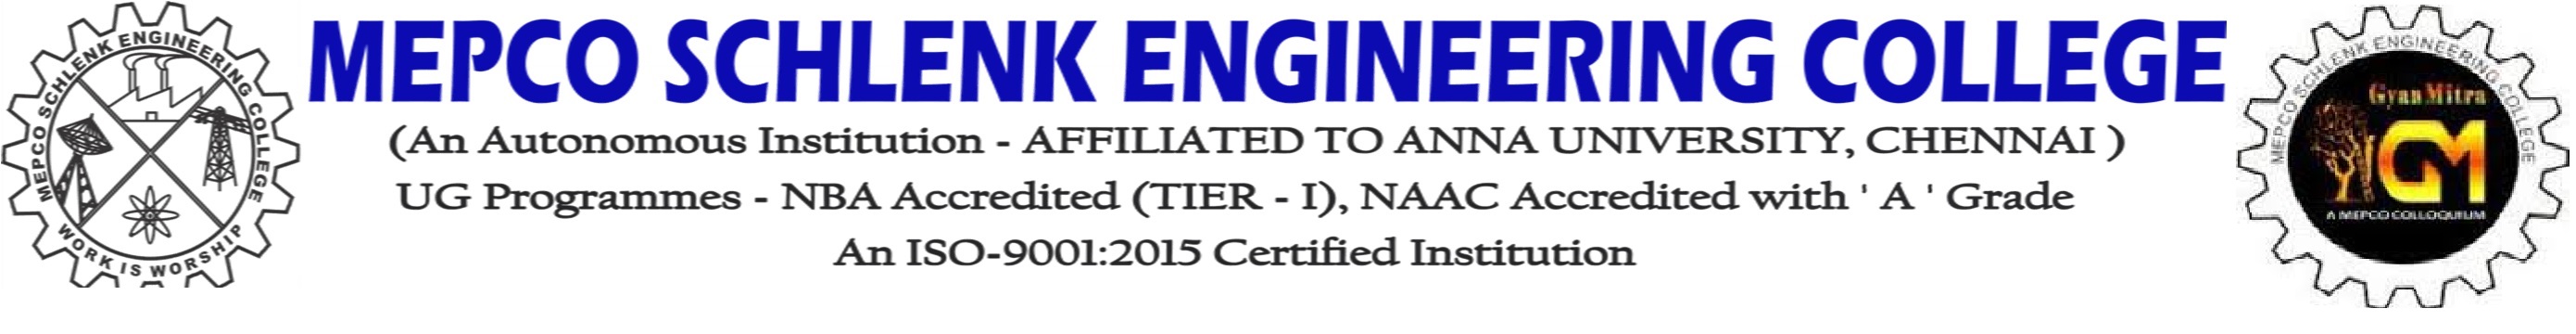 MEPCO SCHLENK ENGINEERING COLLEGE
WORK IS WORSHIP
MEPCO SCHLENK ENGINEERING COLLEGE
(An Autonomous Institution - AFFILIATED TO ANNA UNIVERSITY, CHENNAI )
UG Programmes - NBA Accredited (TIER - I), NAAC Accredited with ' A ' Grade
An ISO-9001:2015 Certified Institution
MEPCO SCHLENK ENGINEERING COLLEGE
GyanMitra
GM
A MEPCO COLLOQUIUM